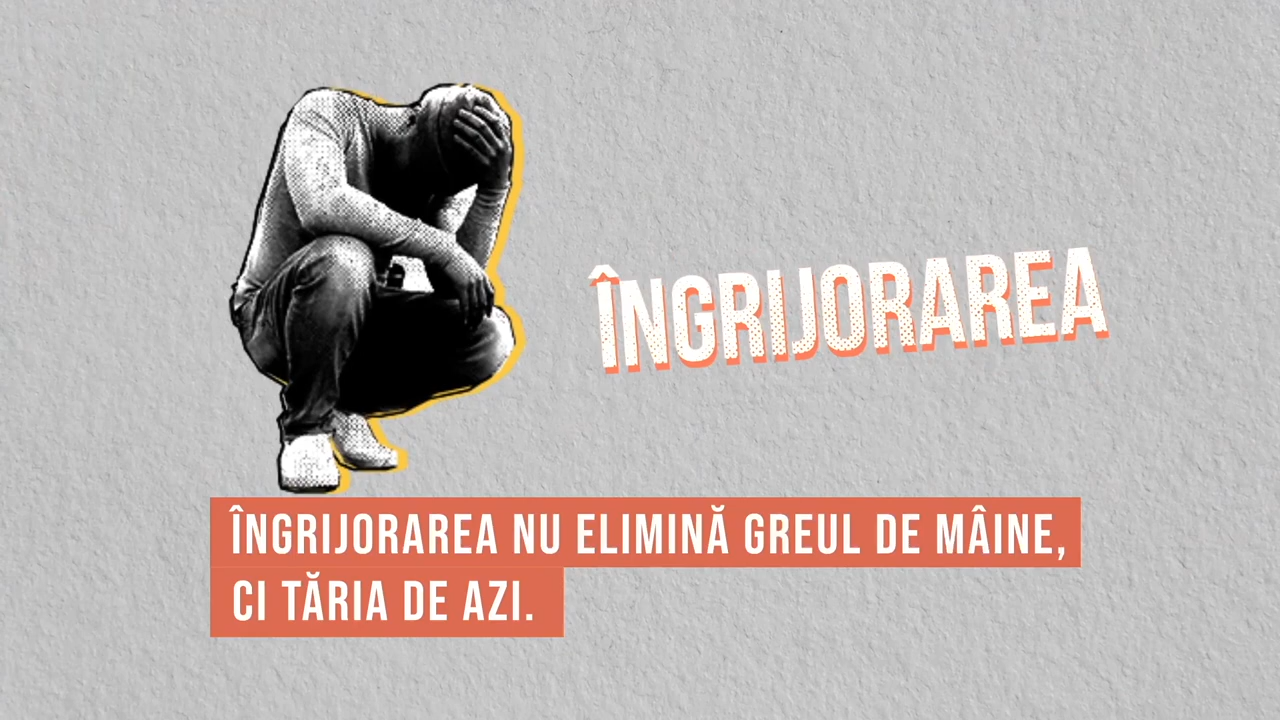 ÎNGRIJORAREA
ÎNGRIJORAREA NU ELIMINĂ GREUL DE MÂINE,
CI TĂRIA DE AZI.